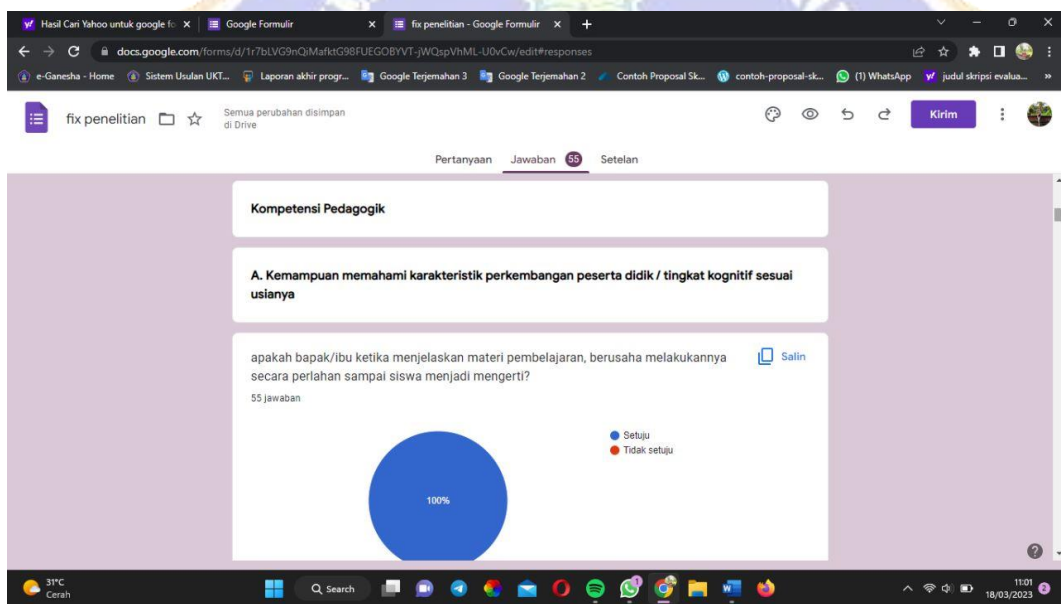 Hasil Cari Yahoo untuk google fo
Google Formulir
fix penelitian - Google Formulir
docs.google.com/forms/d/1r7bLVG9nQiMafktG98FUEGOBYVT-jWQspVhML-U0vCw/edit#responses
e-Ganesha - Home
Sistem Usulan UKT...
Laporan akhir progr...
Google Terjemahan 3
Google Terjemahan 2
Contoh Proposal Sk...
contoh-proposal-sk...
(1) WhatsApp
judul skripsi evalua...
fix penelitian
Semua perubahan disimpan
di Drive
Kirim
Pertanyaan Jawaban 55 Setelan
Kompetensi Pedagogik
A. Kemampuan memahami karakteristik perkembangan peserta didik / tingkat kognitif sesuai
usianya
apakah bapak/ibu ketika menjelaskan materi pembelajaran, berusaha melakukannya
secara perlahan sampai siswa menjadi mengerti?
Salin
55 jawaban
Setuju
Tidak setuju
100%
31°C
Cerah
Search
11:01
18/03/2023
2